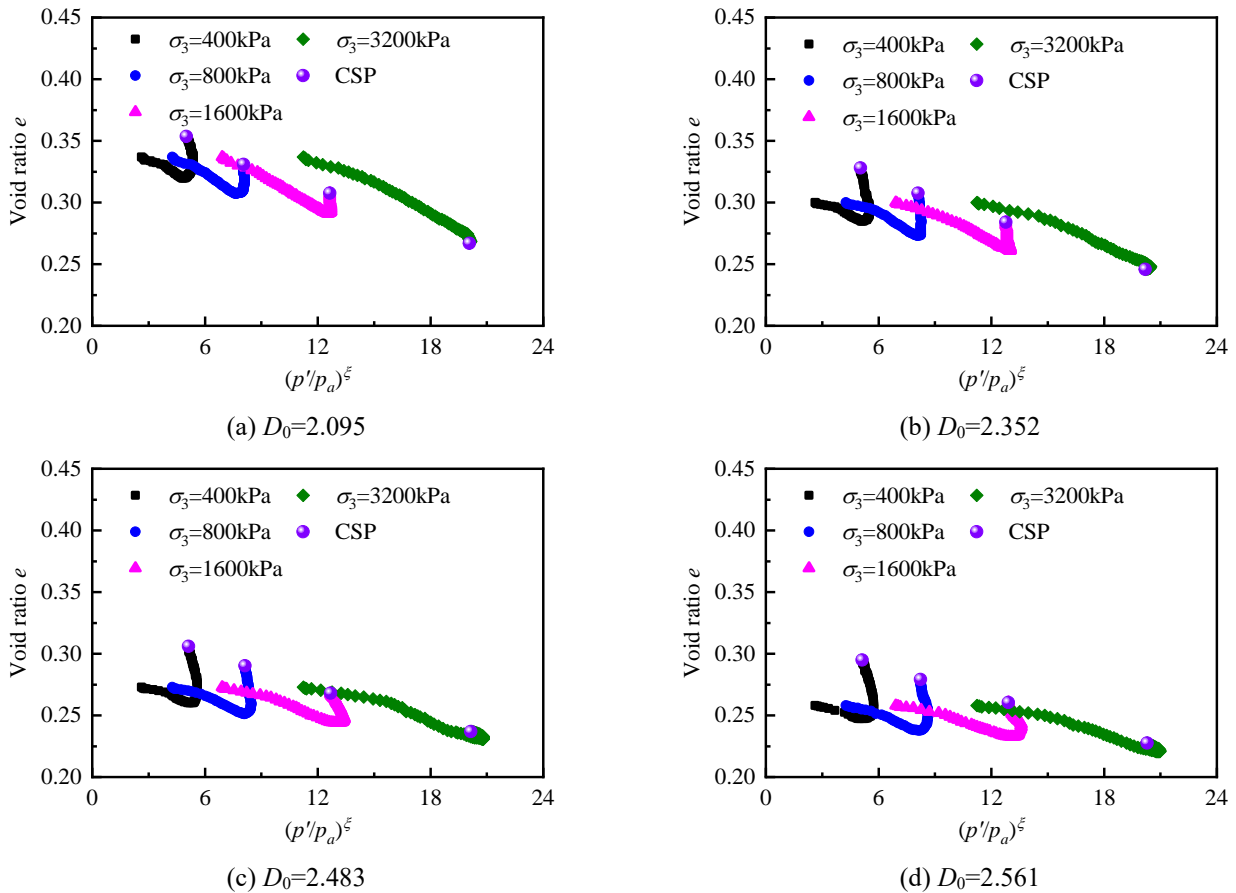 0.45
σ3=400kPa σ3=3200kPa
0.40
σ3=800kPa CSP
σ3=1600kPa
0.35
Void ratio e
0.30
0.25
0.20
0 6 12 18 24
(p'/pa)^ξ
(a) D0=2.095
0.45
σ3=400kPa σ3=3200kPa
0.40
σ3=800kPa CSP
σ3=1600kPa
0.35
Void ratio e
0.30
0.25
0.20
0 6 12 18 24
(p'/pa)^ξ
(b) D0=2.352
0.45
σ3=400kPa σ3=3200kPa
0.40
σ3=800kPa CSP
σ3=1600kPa
0.35
Void ratio e
0.30
0.25
0.20
0 6 12 18 24
(p'/pa)^ξ
(c) D0=2.483
0.45
σ3=400kPa σ3=3200kPa
0.40
σ3=800kPa CSP
σ3=1600kPa
0.35
Void ratio e
0.30
0.25
0.20
0 6 12 18 24
(p'/pa)^ξ
(d) D0=2.561